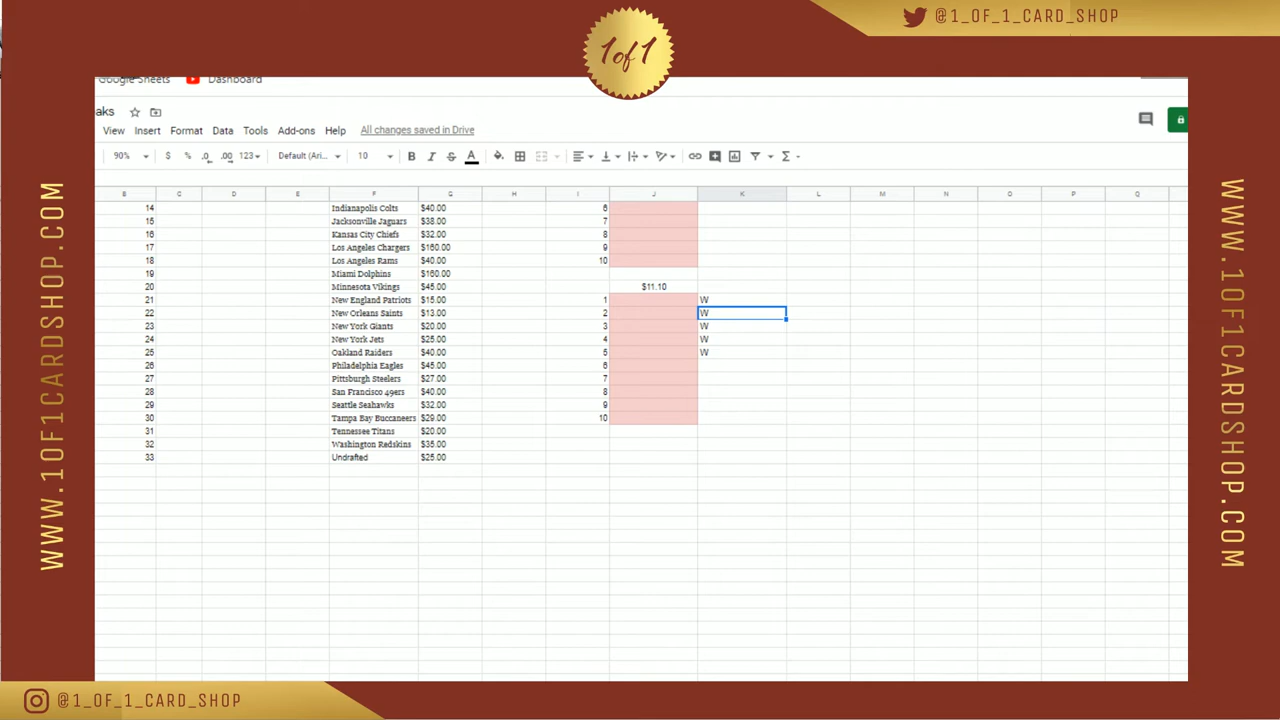 @1_OF_1_CARD_SHOP
1of1
Google Sheets Dashboard
aks
View Insert Format Data Tools Add-ons Help All changes saved in Drive
90% $ % .0 .00 123 Default (Ari... 10 B I S A
B C D E F G H I J K L M N O P Q
14 Indianapolis Colts $40.00 6
15 Jacksonville Jaguars $38.00 7
16 Kansas City Chiefs $32.00 8
17 Los Angeles Chargers $160.00 9
18 Los Angeles Rams $40.00 10
19 Miami Dolphins $160.00
20 Minnesota Vikings $45.00 $11.10
21 New England Patriots $15.00 1 W
22 New Orleans Saints $13.00 2 W
23 New York Giants $20.00 3 W
24 New York Jets $25.00 4 W
25 Oakland Raiders $40.00 5 W
26 Philadelphia Eagles $45.00 6
27 Pittsburgh Steelers $27.00 7
28 San Francisco 49ers $40.00 8
29 Seattle Seahawks $32.00 9
30 Tampa Bay Buccaneers $29.00 10
31 Tennessee Titans $20.00
32 Washington Redskins $35.00
33 Undrafted $25.00
WWW.1OF1CARDSHOP.COM
WWW.1OF1CARDSHOP.COM
@1_OF_1_CARD_SHOP